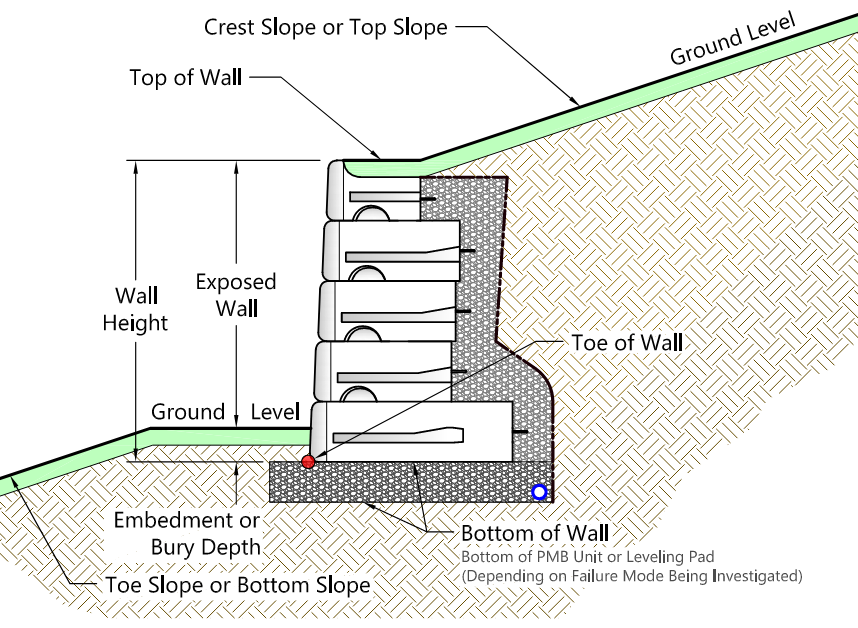 Crest Slope or Top Slope
Ground Level
Top of Wall
Wall
Height
Exposed
Wall
Toe of Wall
Ground Level
Embedment or
Bury Depth
Bottom of Wall
Bottom of PMB Unit or Leveling Pad
(Depending on Failure Mode Being Investigated)
Toe Slope or Bottom Slope